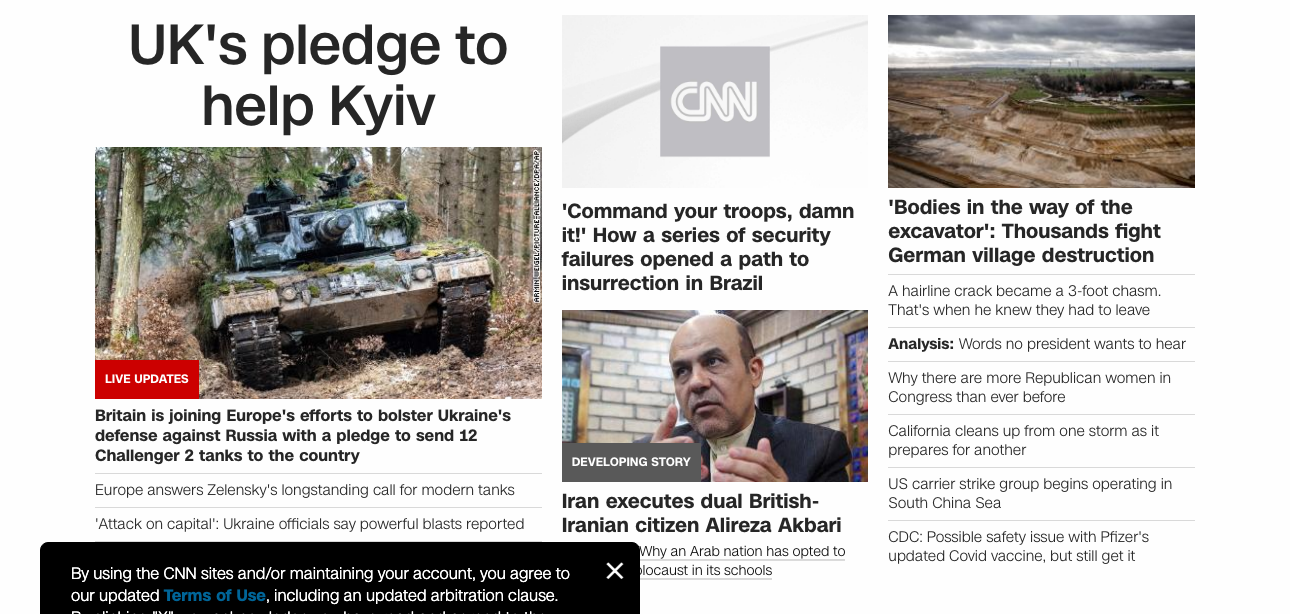 UK's pledge to
help Kyiv
ARMIN WEIGEL/PICTURE-ALLIANCE/DPA/AP
LIVE UPDATES
Britain is joining Europe's efforts to bolster Ukraine's
defense against Russia with a pledge to send 12
Challenger 2 tanks to the country
Europe answers Zelensky's longstanding call for modern tanks
'Attack on capital': Ukraine officials say powerful blasts reported
CNN
'Command your troops, damn
it!' How a series of security
failures opened a path to
insurrection in Brazil
DEVELOPING STORY
Iran executes dual British-
Iranian citizen Alireza Akbari
Why an Arab nation has opted to
in its schools
'Bodies in the way of the
excavator': Thousands fight
German village destruction
A hairline crack became a 3-foot chasm.
That's when he knew they had to leave
Analysis: Words no president wants to hear
Why there are more Republican women in
Congress than ever before
California cleans up from one storm as it
prepares for another
US carrier strike group begins operating in
South China Sea
CDC: Possible safety issue with Pfizer's
updated Covid vaccine, but still get it
By using the CNN sites and/or maintaining your account, you agree to
our updated Terms of Use, including an updated arbitration clause.